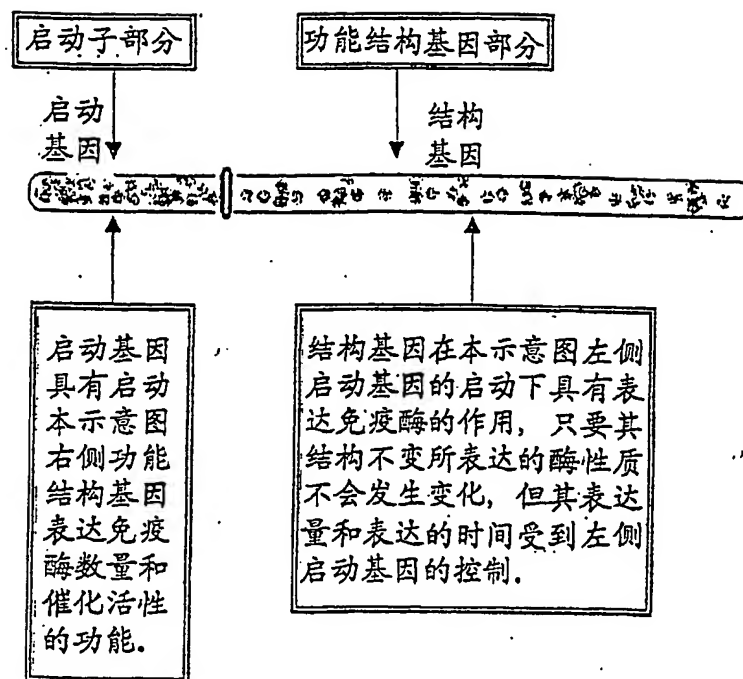 启动子部分
功能结构基因部分
启动
基因
结构
基因
启动基因
具有启动
本示意图
右侧功能
结构基因
表达免疫
酶数量和
催化活性
的功能.
结构基因在本示意图左侧
启动基因的启动下具有表
达免疫酶的作用, 只要其
结构不变所表达的酶性质
不会发生变化, 但其表达
量和表达的时间受到左侧
启动基因的控制.